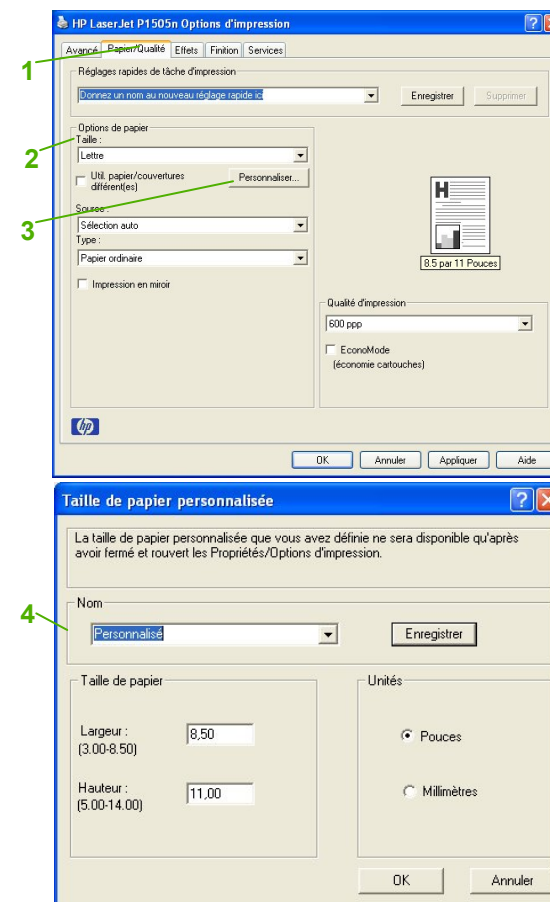 HP LaserJet P1505n Options d'impression
Avancé Papier/Qualité Effets Finition Services
1
Réglages rapides de tâche d'impression
Donnez un nom au nouveau réglage rapide ici
Enregistrer
Supprimer
Options de papier
2
Taille :
Lettre
Util. papier/couvertures
différent(es)
Personnaliser...
3
Source :
Sélection auto
Type :
Papier ordinaire
Impression en miroir
H
8.5 par 11 Pouces
Qualité d'impression
600 ppp
EconoMode
(économie cartouches)
hp
OK Annuler Appliquer Aide
Taille de papier personnalisée
La taille de papier personnalisée que vous avez définie ne sera disponible qu'après
avoir fermé et rouvert les Propriétés/Options d'impression.
4
Nom
Personnalisé
Enregistrer
Taille de papier
Largeur :
(3.00-8.50)
8,50
Hauteur :
(5.00-14.00)
11,00
Unités
Pouces
Millimètres
OK Annuler